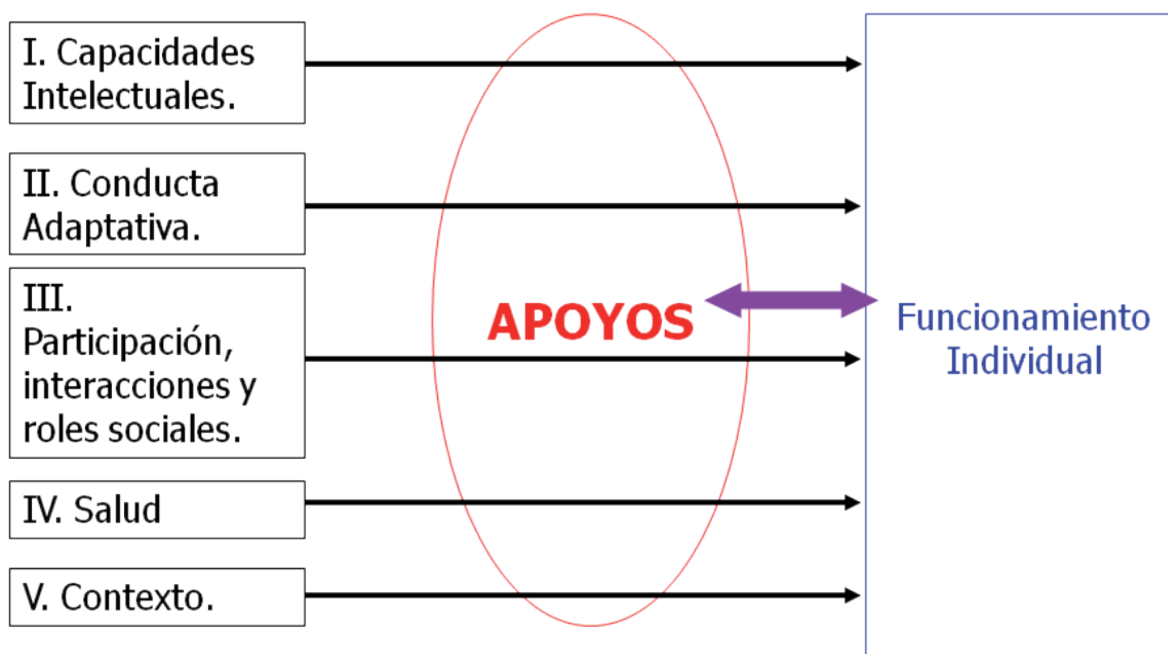 I. Capacidades
Intelectuales.
II. Conducta
Adaptativa.
III.
Participación,
interacciones y
roles sociales.
IV. Salud
V. Contexto.
APOYOS
Funcionamiento
Individual